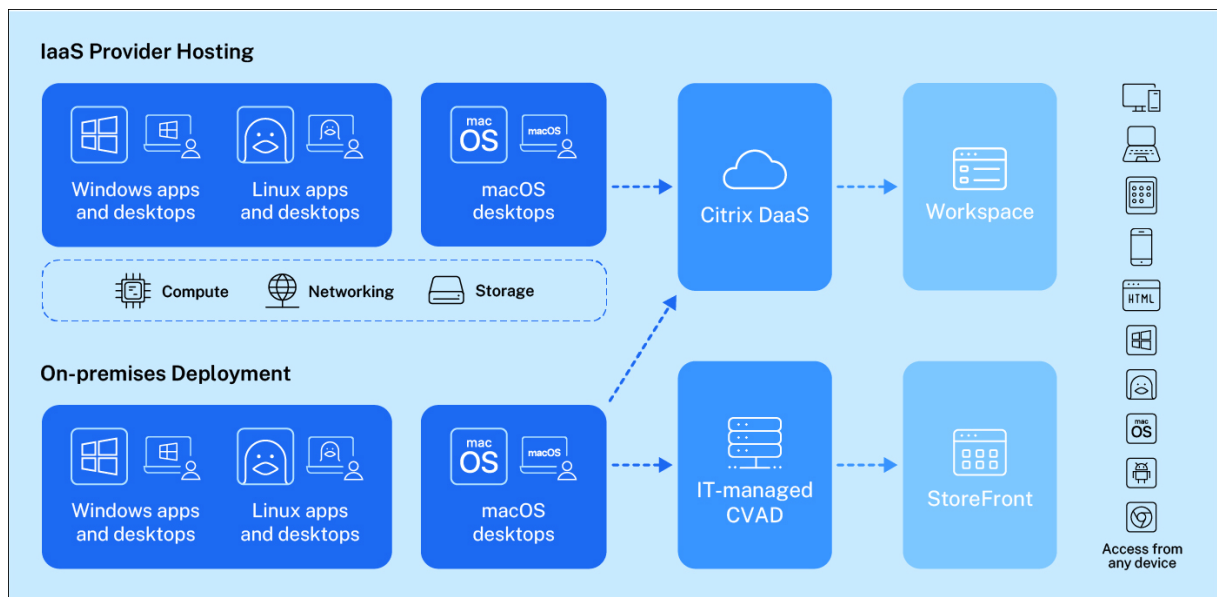 IaaS Provider Hosting
Windows apps
and desktops
Linux apps
and desktops
mac
OS
macOS
macOS
desktops
Citrix DaaS
Workspace
Compute
Networking
Storage
On-premises Deployment
Windows apps
and desktops
Linux apps
and desktops
mac
OS
macOS
macOS
desktops
IT-managed
CVAD
StoreFront
HTML
mac
OS
Access from
any device